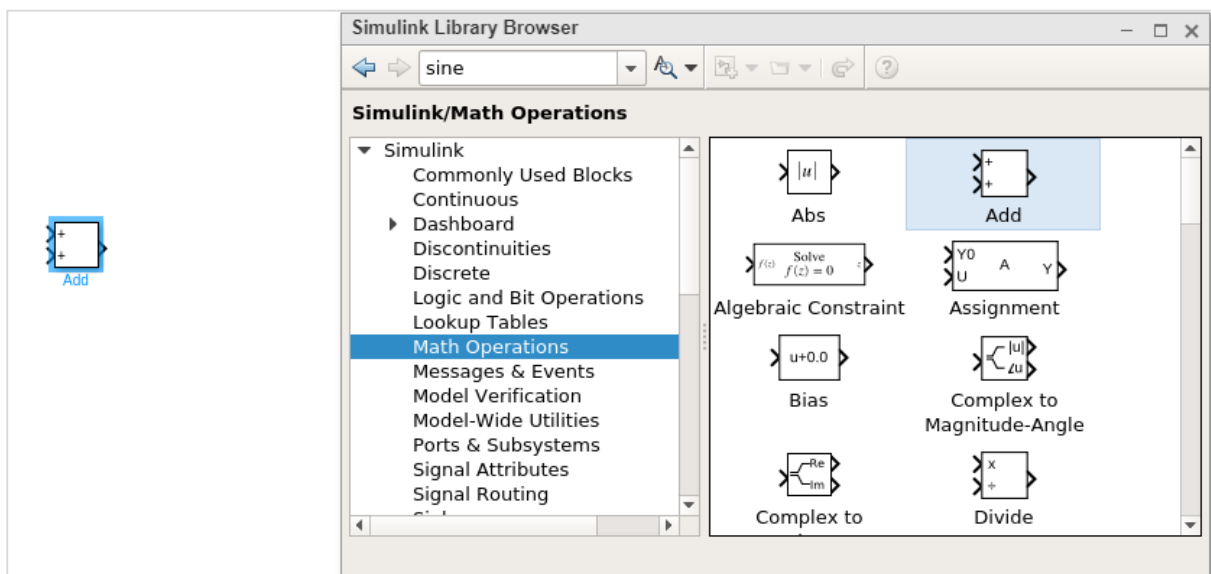 Simulink Library Browser
sine
Simulink/Math Operations
Simulink
Commonly Used Blocks
Continuous
Dashboard
Discontinuities
Discrete
Logic and Bit Operations
Lookup Tables
Math Operations
Messages & Events
Model Verification
Model-Wide Utilities
Ports & Subsystems
Signal Attributes
Signal Routing
+
+
Add
|u|
Abs
+
+
Add
f(z) Solve f(z) = 0 z
Algebraic Constraint
Y0
U A Y
Assignment
u+0.0
Bias
|u|
∠u
Complex to
Magnitude-Angle
Re
Im
Complex to
×
÷
Divide